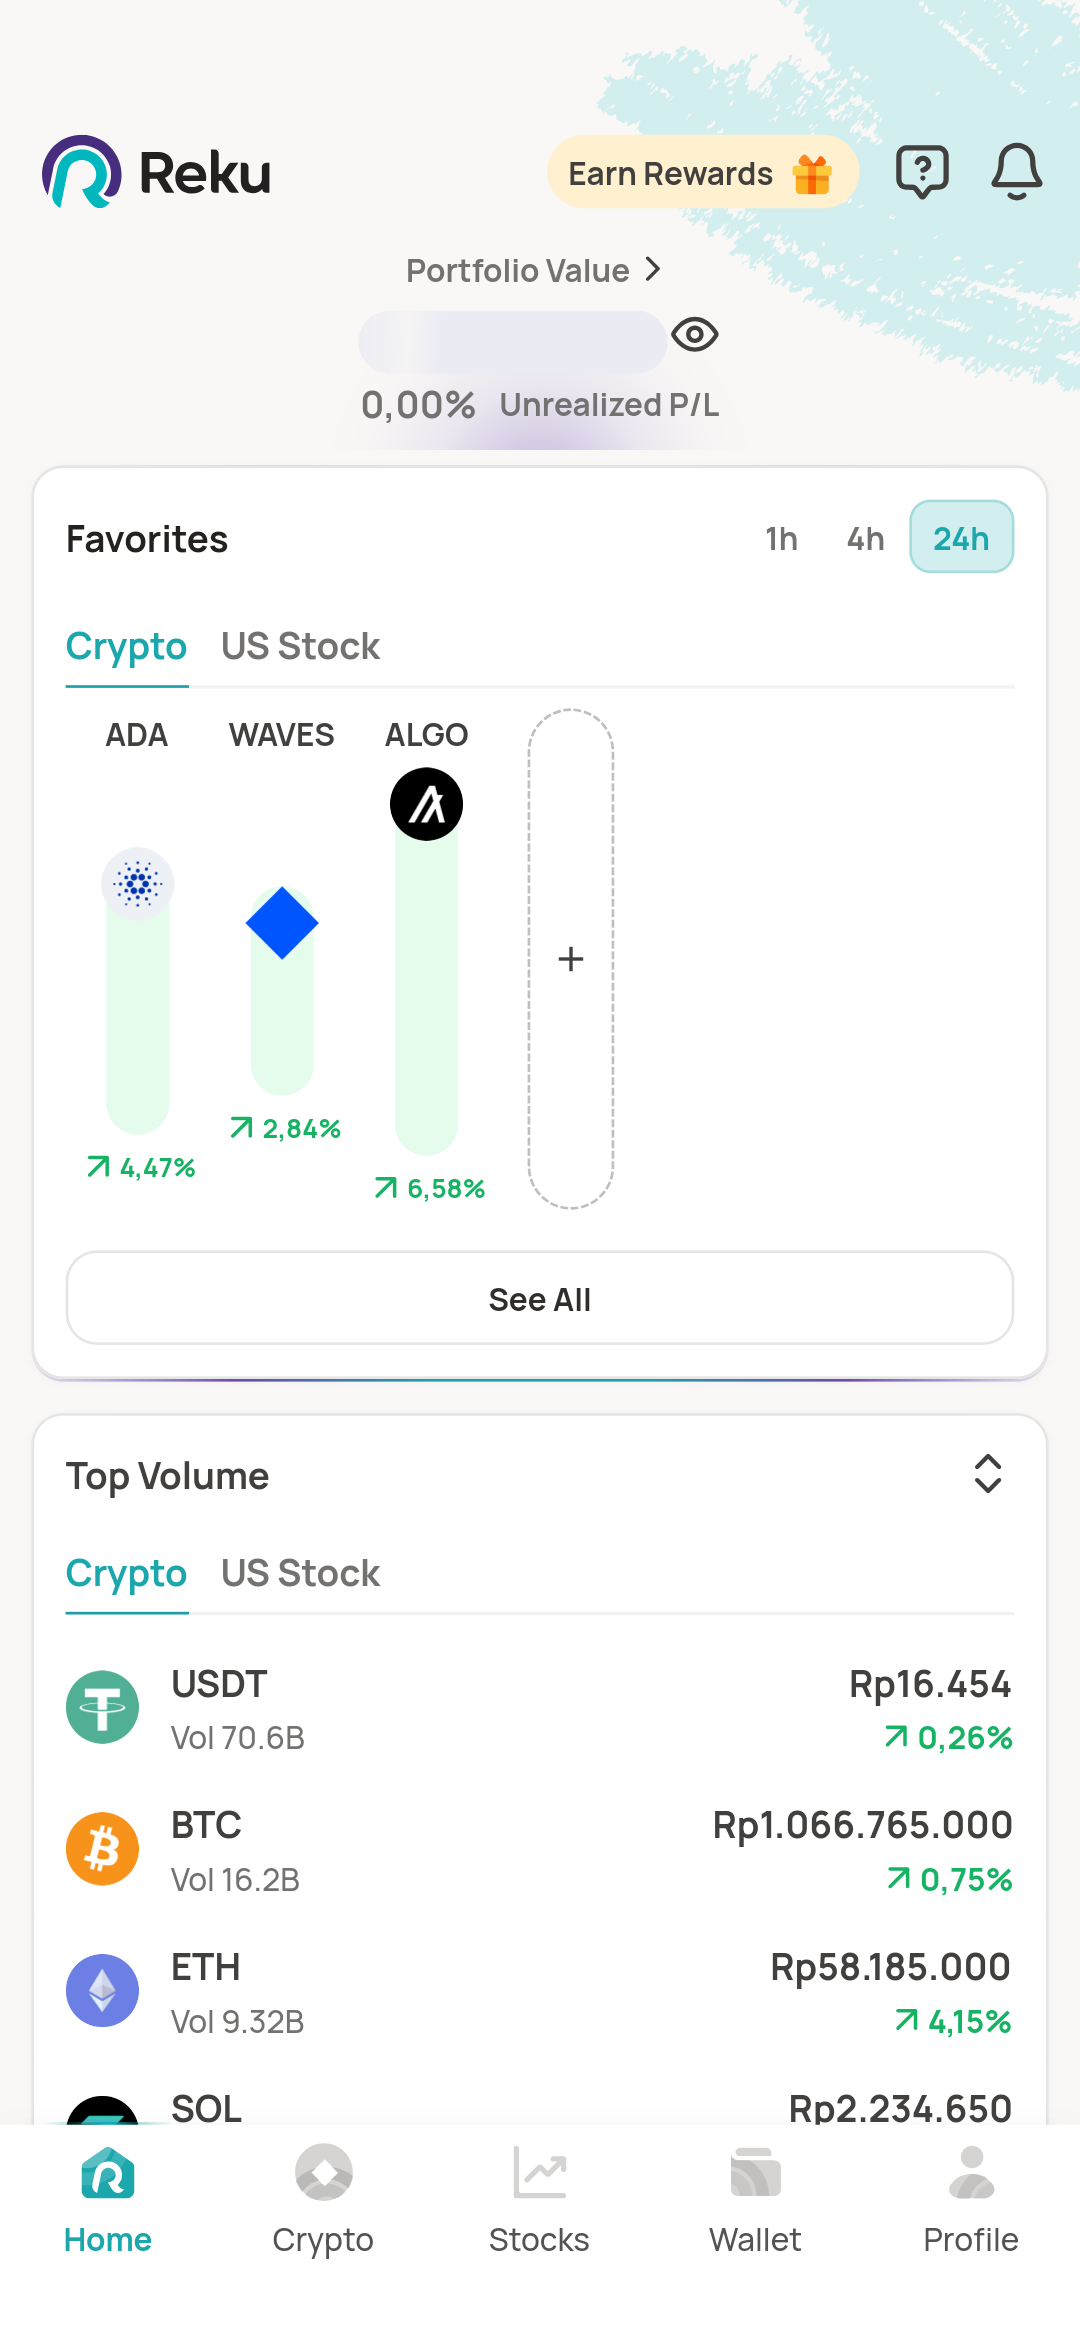 Reku
Earn Rewards
Portfolio Value
0,00% Unrealized P/L
Favorites
1h 4h 24h
Crypto US Stock
ADA WAVES ALGO
4,47%
2,84%
6,58%
See All
Top Volume
Crypto US Stock
USDT Rp16.454
Vol 70.6B 0,26%
BTC Rp1.066.765.000
Vol 16.2B 0,75%
ETH Rp58.185.000
Vol 9.32B 4,15%
SOL Rp2.234.650
Home Crypto Stocks Wallet Profile